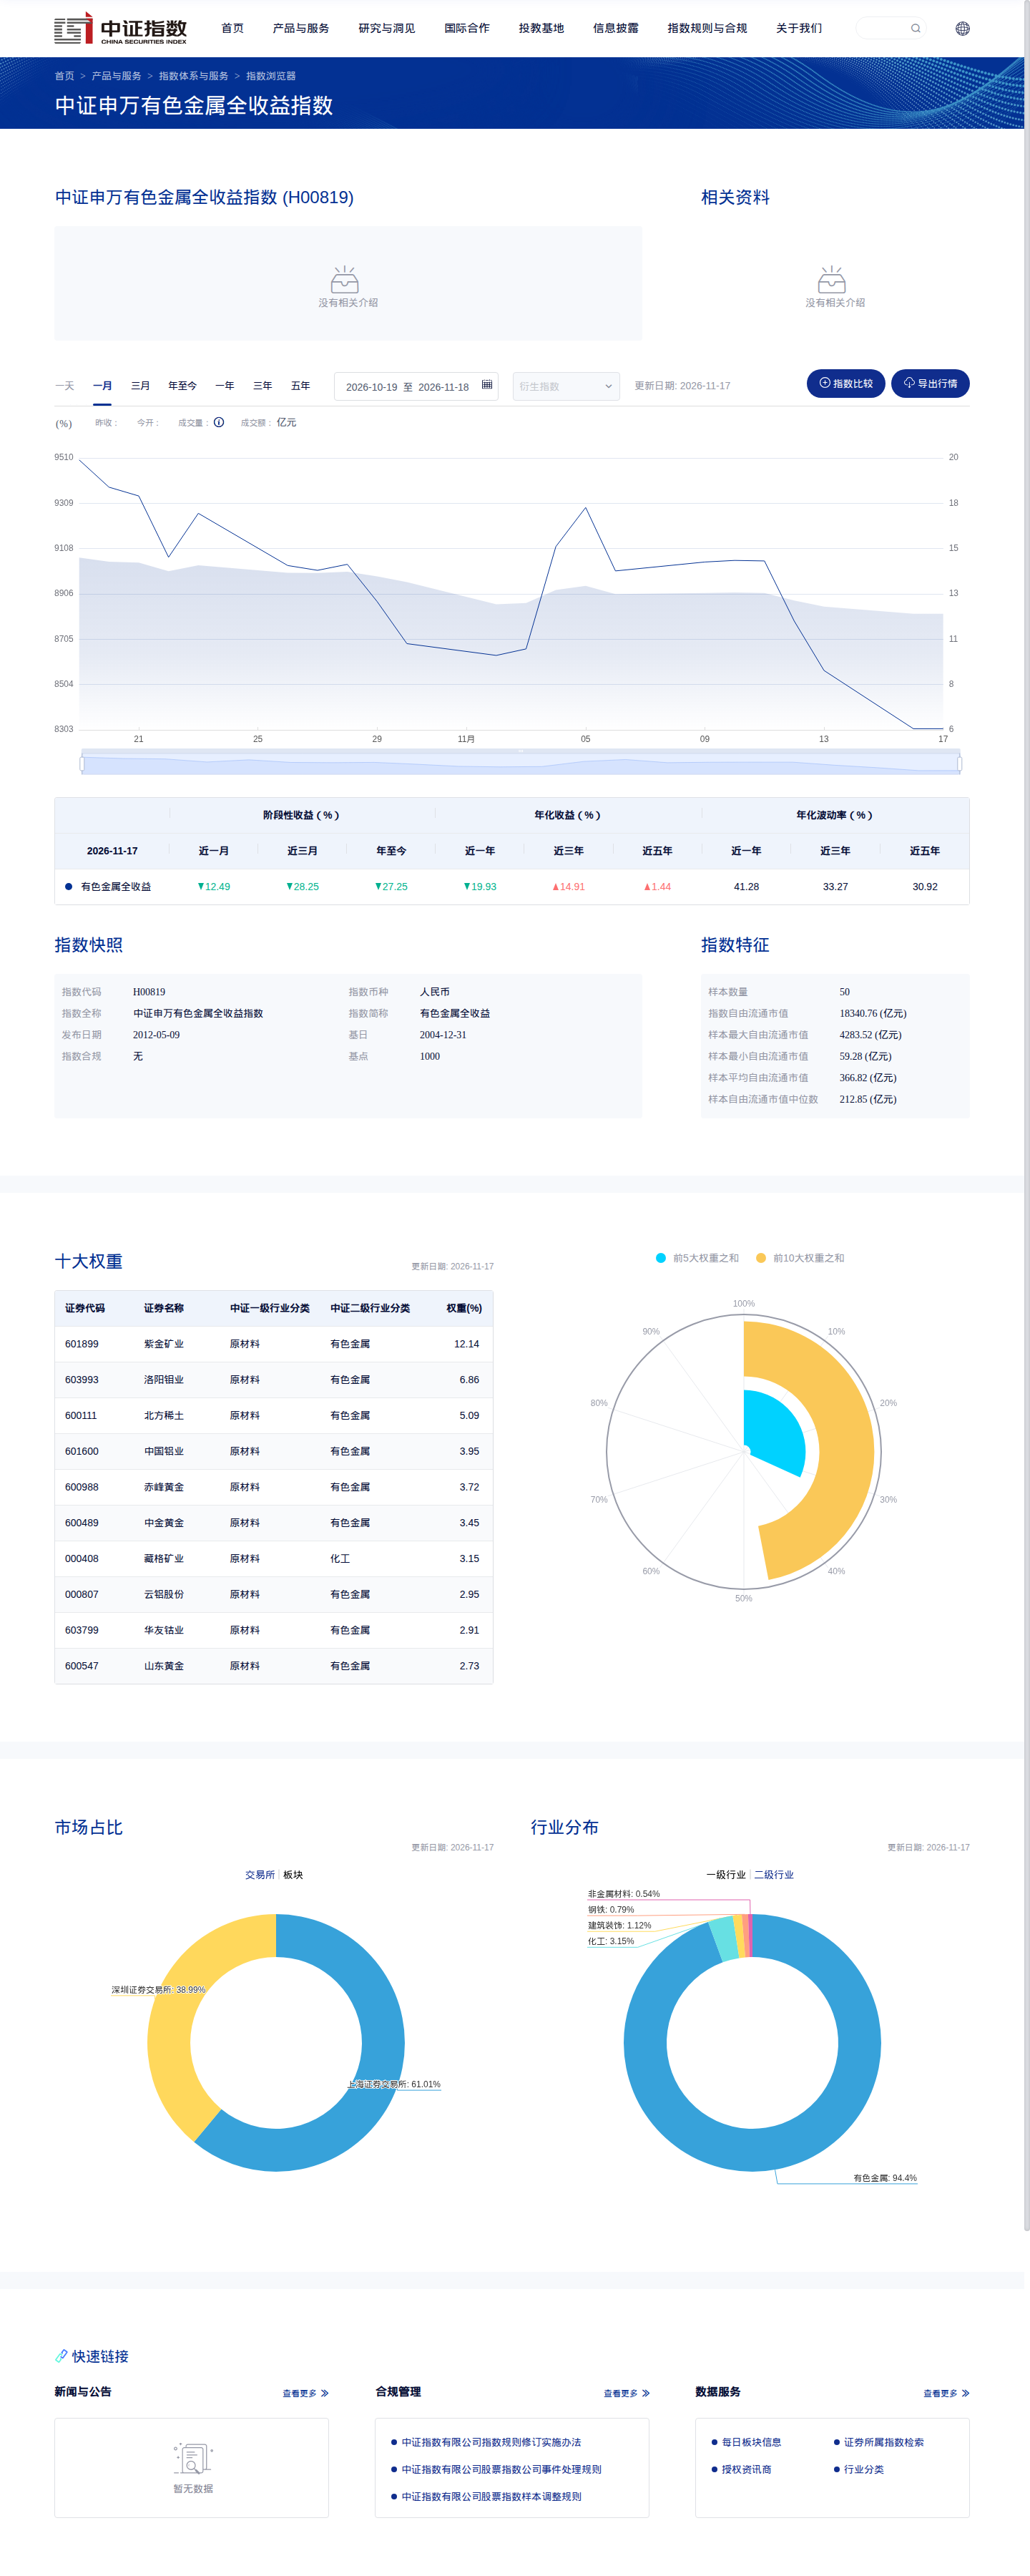 中证指数
CHINA SECURITIES INDEX
首页 产品与服务 研究与洞见 国际合作 投教基地 信息披露 指数规则与合规 关于我们
首页 > 产品与服务 > 指数体系与服务 > 指数浏览器
中证申万有色金属全收益指数
中证申万有色金属全收益指数 (H00819)
相关资料
没有相关介绍
没有相关介绍
一天 一月 三月 年至今 一年 三年 五年 2026-10-19 至 2026-11-18 衍生指数 更新日期: 2026-11-17 指数比较 导出行情
(%) 昨收 : 今开 : 成交量 : 成交额 : 亿元
9510 20
9309 18
9108 15
8906 13
8705 11
8504 8
8303 6
21 25 29 11月 05 09 13 17
阶段性收益 ( % ) 年化收益 ( % ) 年化波动率 ( % )
2026-11-17 近一月 近三月 年至今 近一年 近三年 近五年 近一年 近三年 近五年
有色金属全收益 ▼12.49 ▼28.25 ▼27.25 ▼19.93 ▲14.91 ▲1.44 41.28 33.27 30.92
指数快照
指数特征
指数代码 H00819 指数币种 人民币
指数全称 中证申万有色金属全收益指数 指数简称 有色金属全收益
发布日期 2012-05-09 基日 2004-12-31
指数合规 无 基点 1000
样本数量 50
指数自由流通市值 18340.76 (亿元)
样本最大自由流通市值 4283.52 (亿元)
样本最小自由流通市值 59.28 (亿元)
样本平均自由流通市值 366.82 (亿元)
样本自由流通市值中位数 212.85 (亿元)
十大权重
更新日期: 2026-11-17
证券代码 证券名称 中证一级行业分类 中证二级行业分类 权重(%)
601899 紫金矿业 原材料 有色金属 12.14
603993 洛阳钼业 原材料 有色金属 6.86
600111 北方稀土 原材料 有色金属 5.09
601600 中国铝业 原材料 有色金属 3.95
600988 赤峰黄金 原材料 有色金属 3.72
600489 中金黄金 原材料 有色金属 3.45
000408 藏格矿业 原材料 化工 3.15
000807 云铝股份 原材料 有色金属 2.95
603799 华友钴业 原材料 有色金属 2.91
600547 山东黄金 原材料 有色金属 2.73
前5大权重之和 前10大权重之和
100%
90% 10%
80% 20%
70% 30%
60% 40%
50%
市场占比
更新日期: 2026-11-17
交易所 | 板块
深圳证券交易所: 38.99%
上海证券交易所: 61.01%
行业分布
更新日期: 2026-11-17
一级行业 | 二级行业
非金属材料: 0.54%
钢铁: 0.79%
建筑装饰: 1.12%
化工: 3.15%
有色金属: 94.4%
快速链接
新闻与公告 查看更多
暂无数据
合规管理 查看更多
中证指数有限公司指数规则修订实施办法
中证指数有限公司股票指数公司事件处理规则
中证指数有限公司股票指数样本调整规则
数据服务 查看更多
每日板块信息 证券所属指数检索
授权资讯商 行业分类